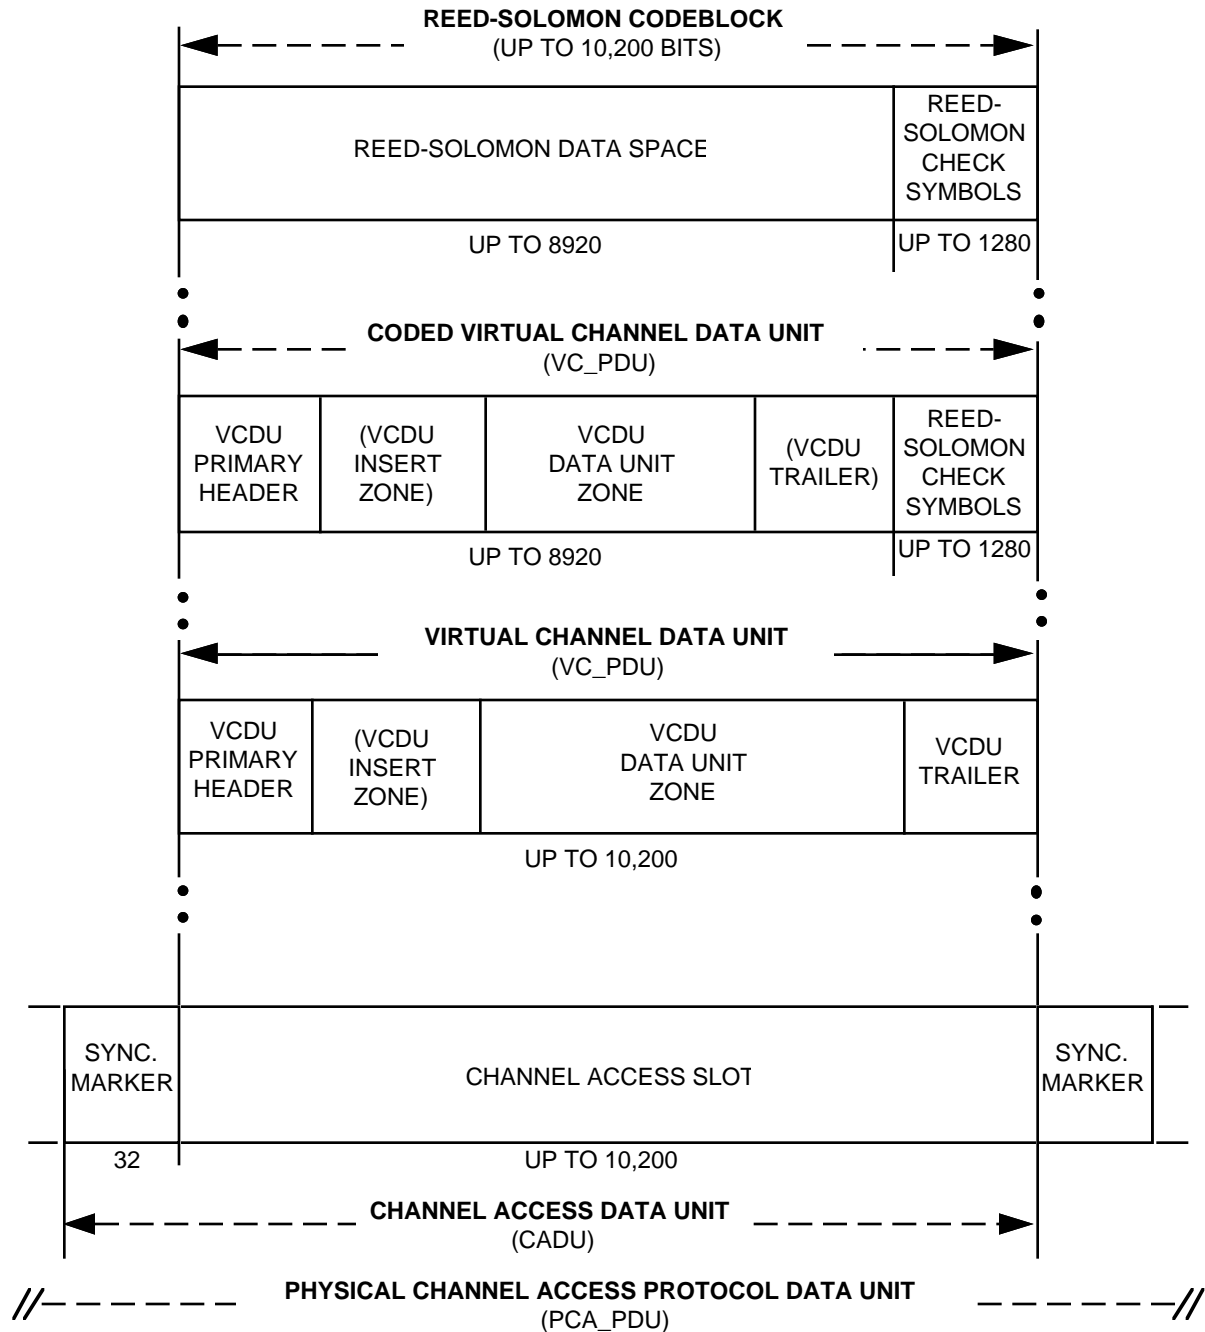 REED-SOLOMON CODEBLOCK
(UP TO 10,200 BITS)
REED-SOLOMON DATA SPACE
REED-
SOLOMON
CHECK
SYMBOLS
UP TO 8920
UP TO 1280
CODED VIRTUAL CHANNEL DATA UNIT
(VC_PDU)
VCDU
PRIMARY
HEADER
(VCDU
INSERT
ZONE)
VCDU
DATA UNIT
ZONE
(VCDU
TRAILER)
REED-
SOLOMON
CHECK
SYMBOLS
UP TO 8920
UP TO 1280
VIRTUAL CHANNEL DATA UNIT
(VC_PDU)
VCDU
PRIMARY
HEADER
(VCDU
INSERT
ZONE)
VCDU
DATA UNIT
ZONE
VCDU
TRAILER
UP TO 10,200
SYNC.
MARKER
CHANNEL ACCESS SLOT
SYNC.
MARKER
32
UP TO 10,200
CHANNEL ACCESS DATA UNIT
(CADU)
PHYSICAL CHANNEL ACCESS PROTOCOL DATA UNIT
(PCA_PDU)